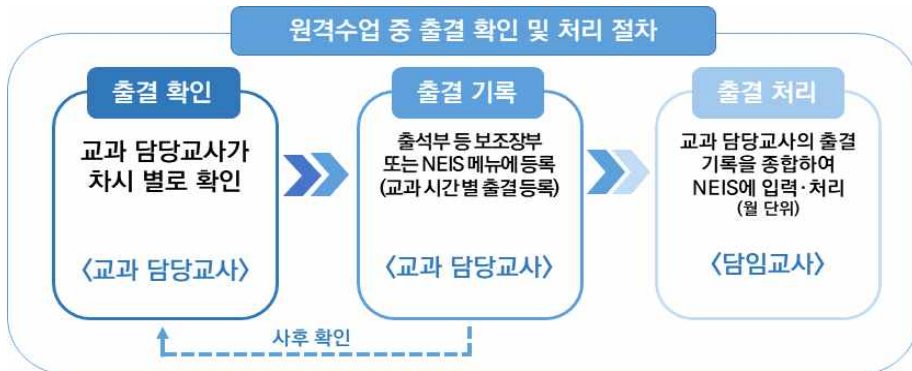 원격수업 중 출결 확인 및 처리 절차
출결 확인
교과 담당교사가
차시 별로 확인
〈교과 담당교사〉
출결 기록
출석부 등 보조장부
또는 NEIS 메뉴에 등록
(교과 시간 별 출결 등록)
〈교과 담당교사〉
출결 처리
교과 담당교사의 출결
기록을 종합하여
NEIS에 입력·처리
(월 단위)
〈담임교사〉
사후 확인